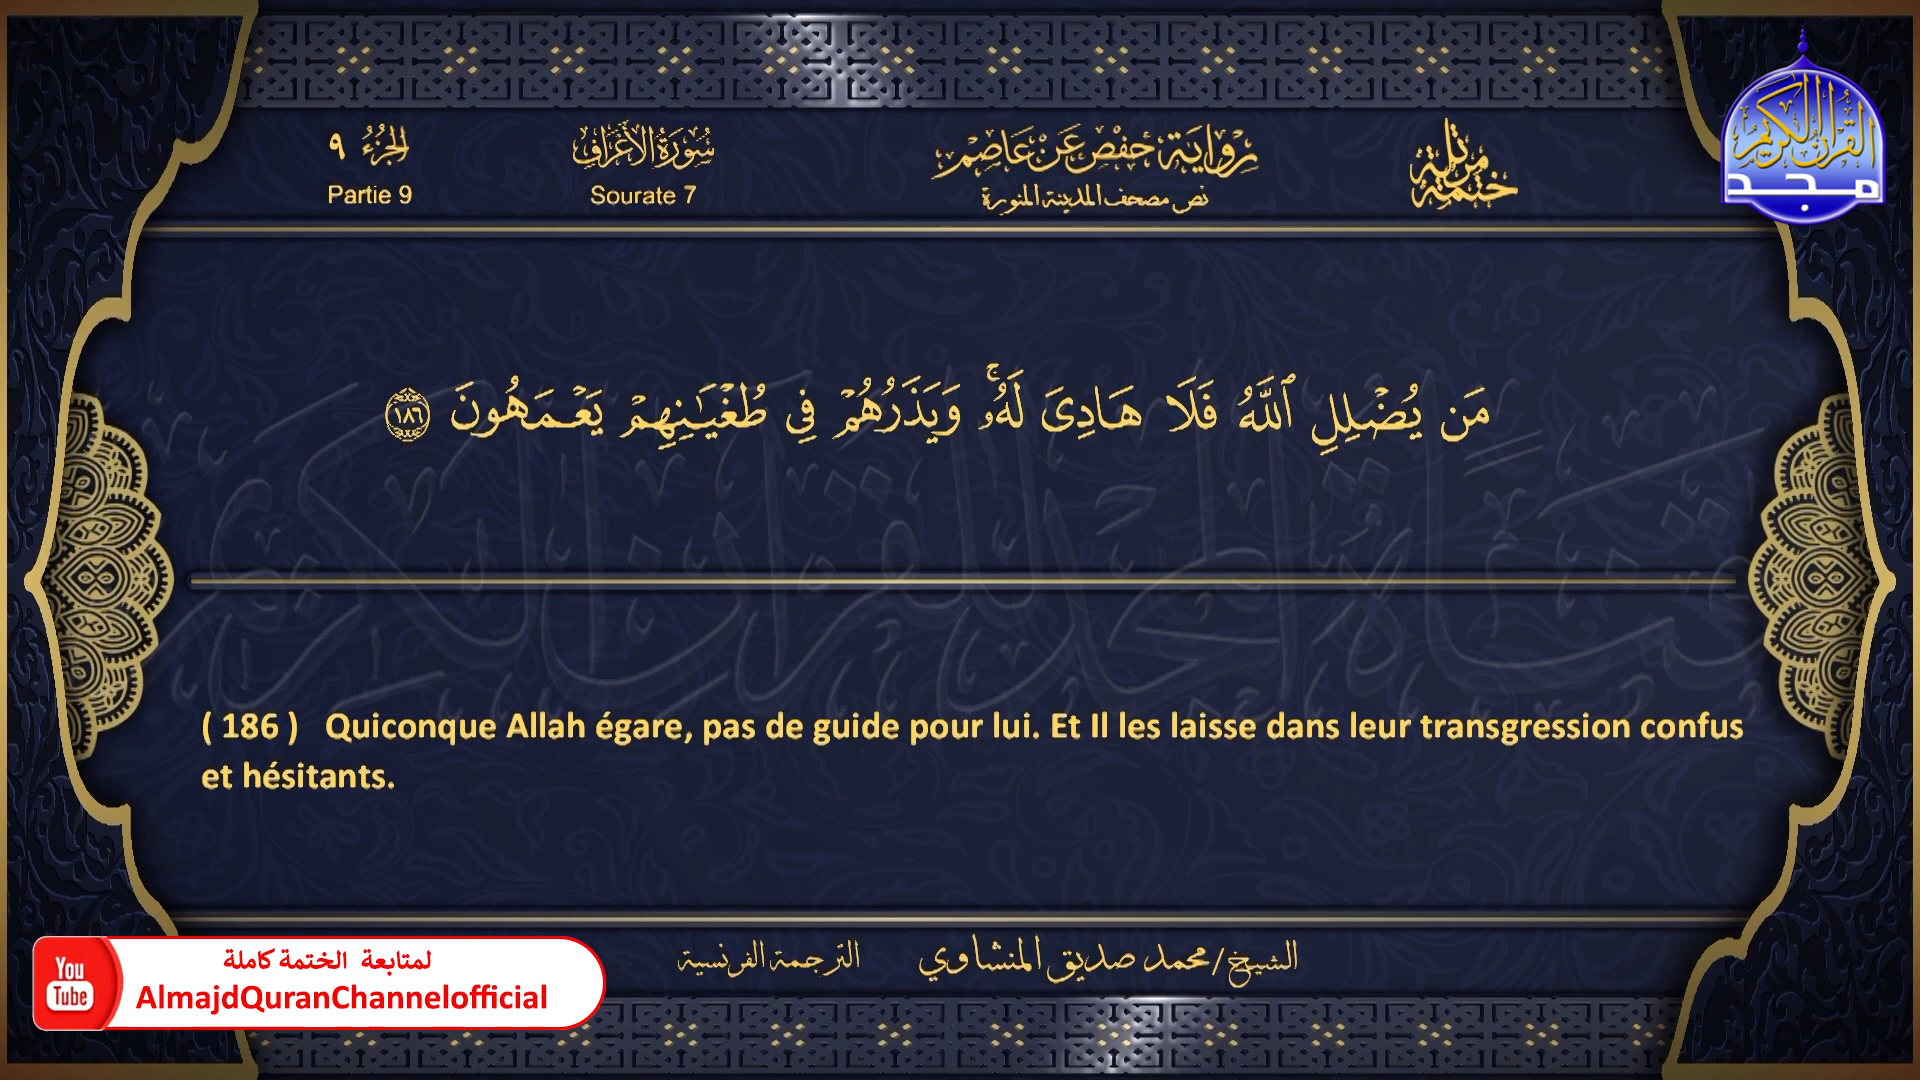 الجزء ٩
Partie 9
سورة الأعراف
Sourate 7
رواية حفص عن عاصم
نص مصحف المدينة المنورة
ختمة مرتلة
القرآن الكريم
مجد
مَن يُضْلِلِ ٱللَّهُ فَلَا هَادِىَ لَهُۥۚ وَيَذَرُهُمْ فِى طُغْيَـٰنِهِمْ يَعْمَهُونَ ١٨٦
( 186 ) Quiconque Allah égare, pas de guide pour lui. Et Il les laisse dans leur transgression confus
et hésitants.
الشيخ/محمد صديق المنشاوي
الترجمة الفرنسية
You
Tube
لمتابعة الختمة كاملة
AlmajdQuranChannelofficial